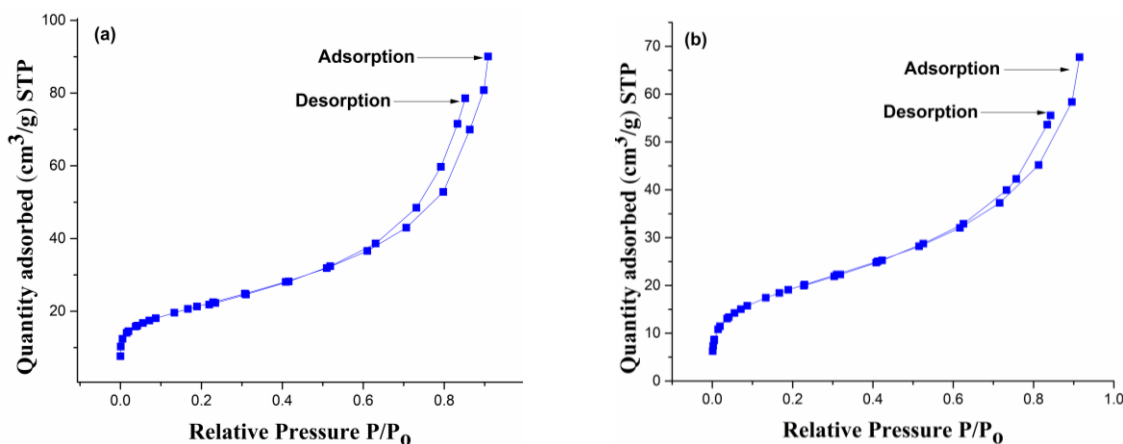 (a)
Adsorption
Desorption
100
80
60
40
20
0.0
0.2
0.4
0.6
0.8
Quantity adsorbed (cm³/g) STP
Relative Pressure P/Po
(b)
Adsorption
Desorption
70
60
50
40
30
20
10
0
0.0
0.2
0.4
0.6
0.8
1.0
Quantity adsorbed (cm³/g) STP
Relative Pressure P/Po